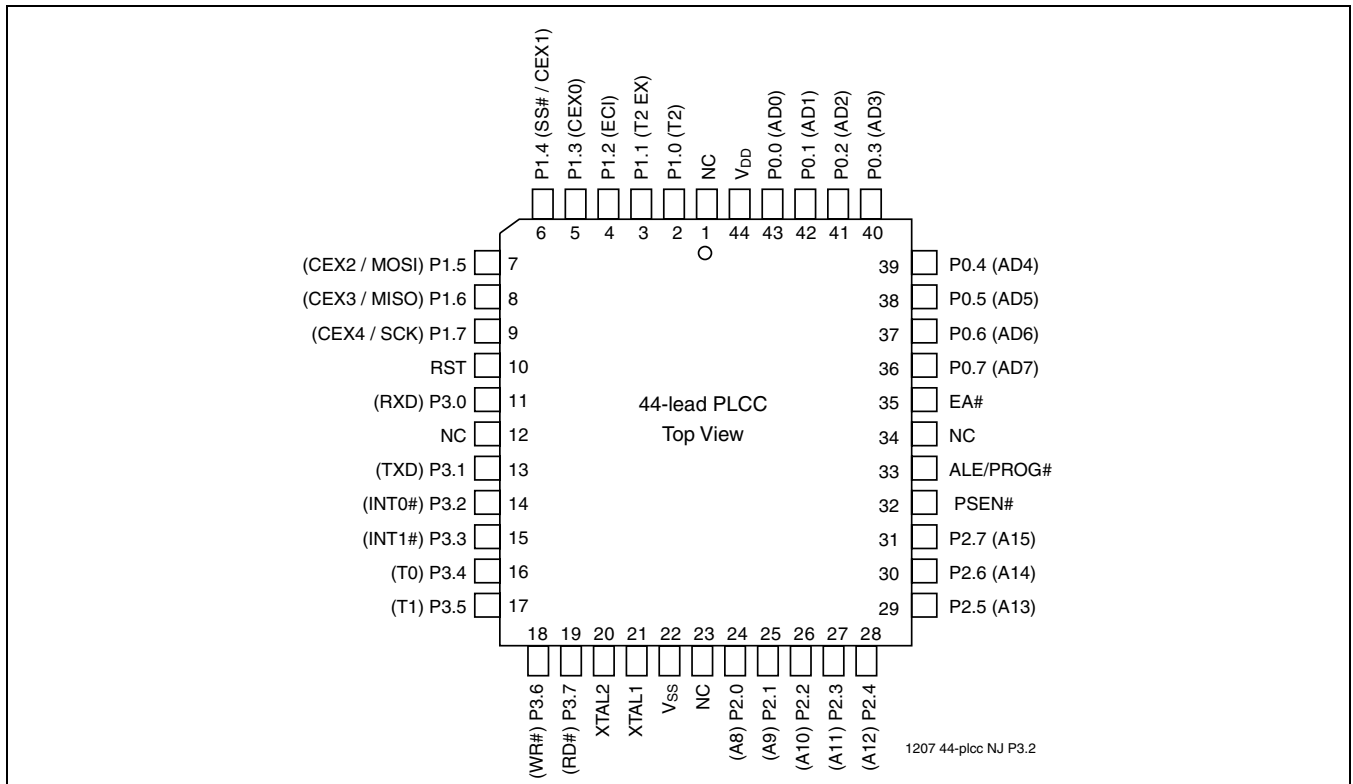 P1.4 (SS# / CEX1)
P1.3 (CEX0)
P1.2 (ECI)
P1.1 (T2 EX)
P1.0 (T2)
NC
VDD
P0.0 (AD0)
P0.1 (AD1)
P0.2 (AD2)
P0.3 (AD3)
6 5 4 3 2 1 44 43 42 41 40
(CEX2 / MOSI) P1.5 7
(CEX3 / MISO) P1.6 8
(CEX4 / SCK) P1.7 9
RST 10
(RXD) P3.0 11
NC 12
(TXD) P3.1 13
(INT0#) P3.2 14
(INT1#) P3.3 15
(T0) P3.4 16
(T1) P3.5 17
44-lead PLCC
Top View
39 P0.4 (AD4)
38 P0.5 (AD5)
37 P0.6 (AD6)
36 P0.7 (AD7)
35 EA#
34 NC
33 ALE/PROG#
32 PSEN#
31 P2.7 (A15)
30 P2.6 (A14)
29 P2.5 (A13)
18 19 20 21 22 23 24 25 26 27 28
(WR#) P3.6
(RD#) P3.7
XTAL2
XTAL1
VSS
NC
(A8) P2.0
(A9) P2.1
(A10) P2.2
(A11) P2.3
(A12) P2.4
1207 44-plcc NJ P3.2